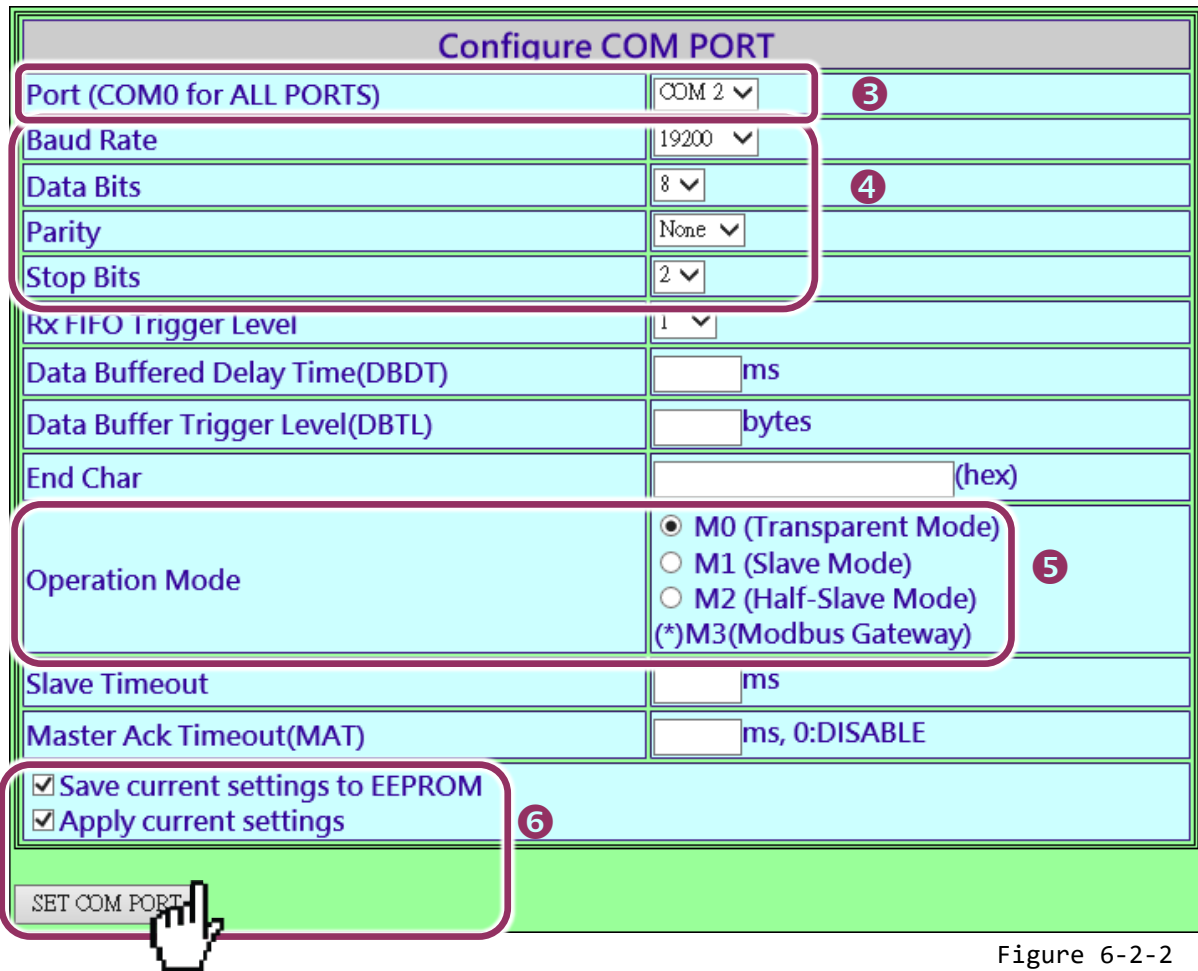 Configure COM PORT
Port (COM0 for ALL PORTS) COM 2 ❸
Baud Rate 19200
Data Bits 8 ❹
Parity None
Stop Bits 2
Rx FIFO Trigger Level 1
Data Buffered Delay Time(DBDT) ms
Data Buffer Trigger Level(DBTL) bytes
End Char (hex)
M0 (Transparent Mode)
M1 (Slave Mode) ❺
Operation Mode
M2 (Half-Slave Mode)
(*)M3(Modbus Gateway)
Slave Timeout ms
Master Ack Timeout(MAT) ms, 0:DISABLE
Save current settings to EEPROM
Apply current settings ❻
SET COM PORT
Figure 6-2-2